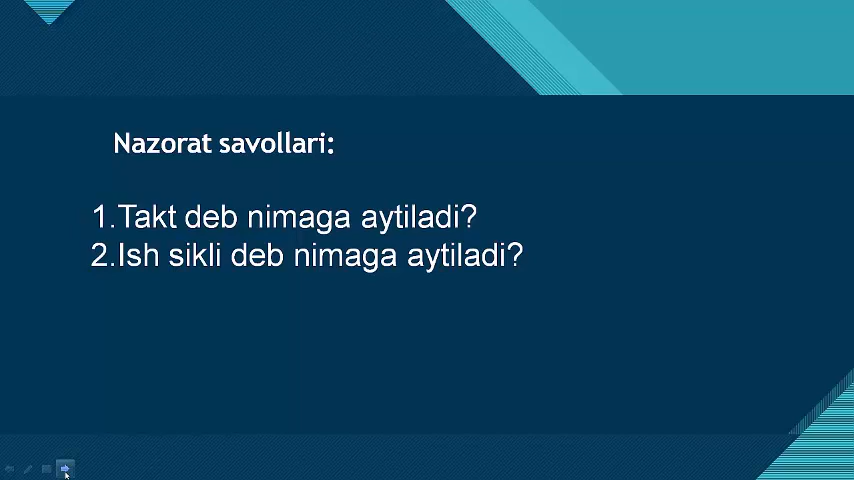 Nazorat savollari:
1.Takt deb nimaga aytiladi?
2.Ish sikli deb nimaga aytiladi?